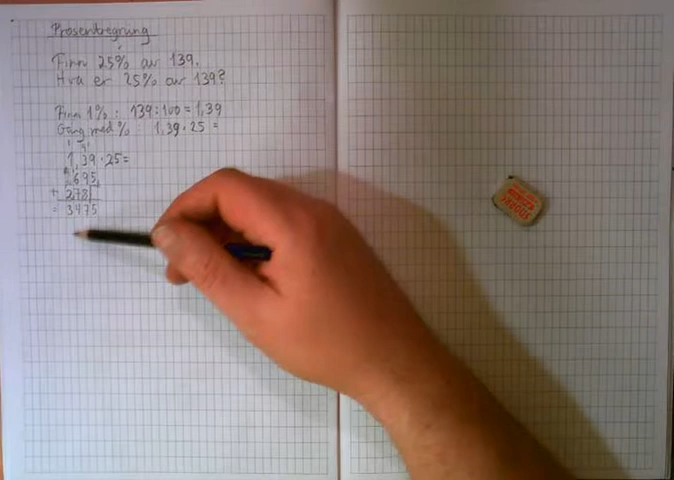 Prosentregning
Finn 25% av 139.
Hva er 25% av 139?
Finn 1% : 139:100 = 1,39
Gang med % : 1,39 · 25 =
1,39 · 25 =
695
+ 278
= 3475